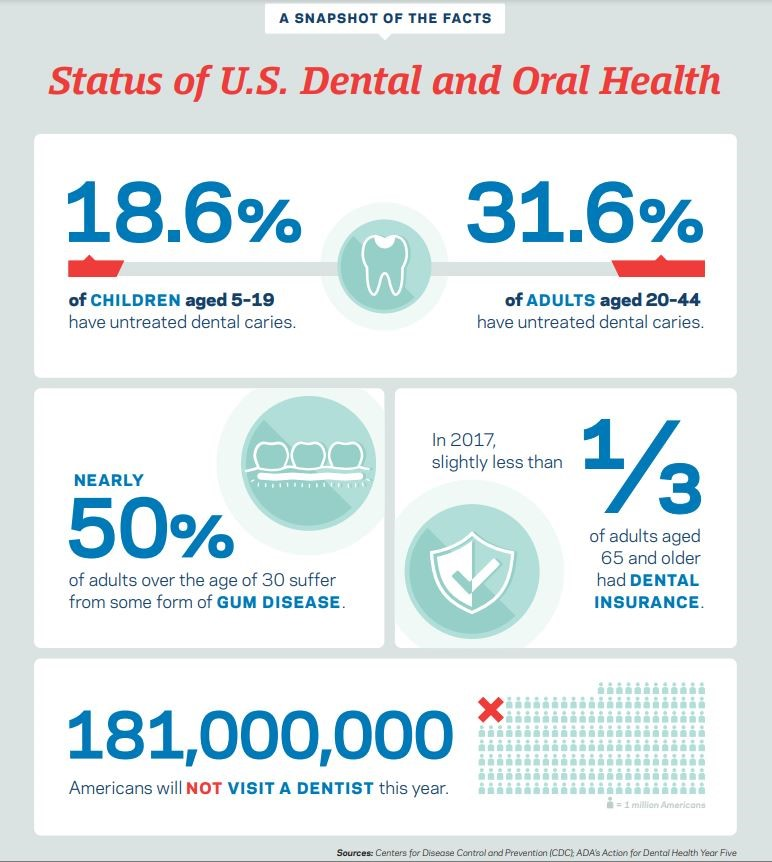 A SNAPSHOT OF THE FACTS
Status of U.S. Dental and Oral Health
18.6%
of CHILDREN aged 5-19
have untreated dental caries.
31.6%
of ADULTS aged 20-44
have untreated dental caries.
NEARLY
50%
of adults over the age of 30 suffer
from some form of GUM DISEASE.
In 2017,
slightly less than
1/3
of adults aged
65 and older
had DENTAL
INSURANCE.
181,000,000
Americans will NOT VISIT A DENTIST this year.
= 1 million Americans
Sources: Centers for Disease Control and Prevention (CDC); ADA's Action for Dental Health Year Five